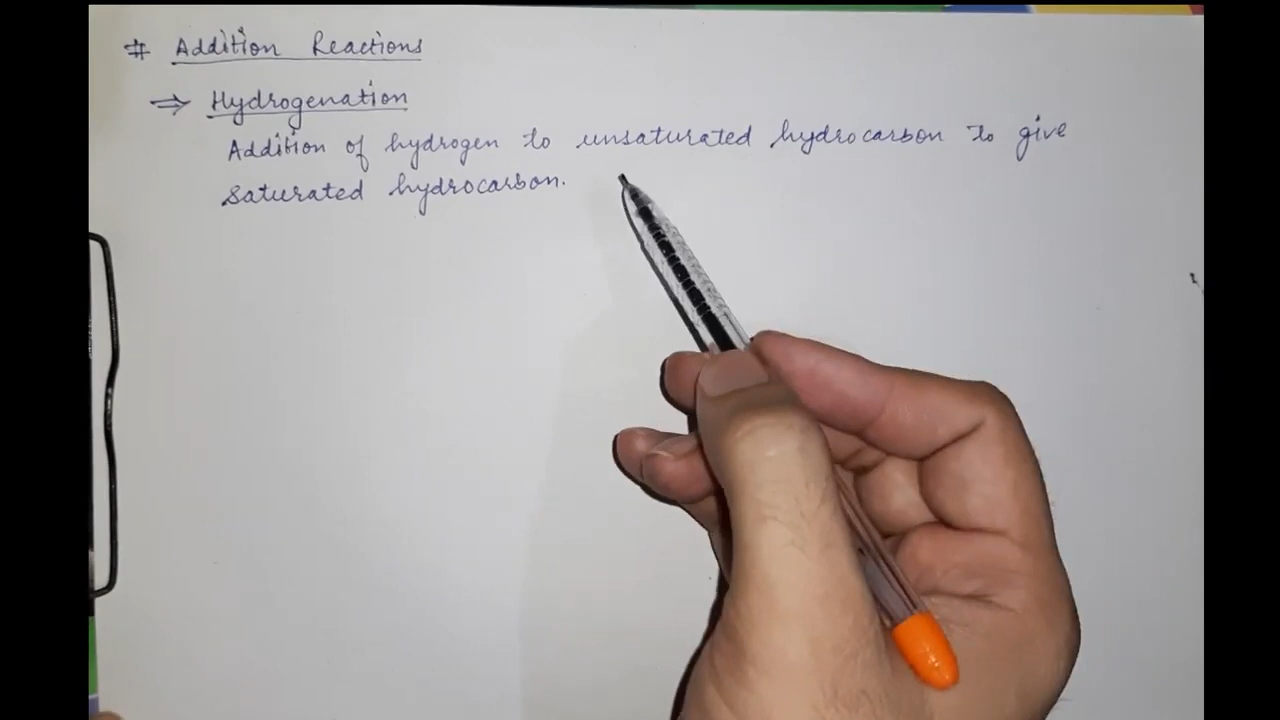 # Addition Reactions
⇒ Hydrogenation
Addition of hydrogen to unsaturated hydrocarbon to give
saturated hydrocarbon.